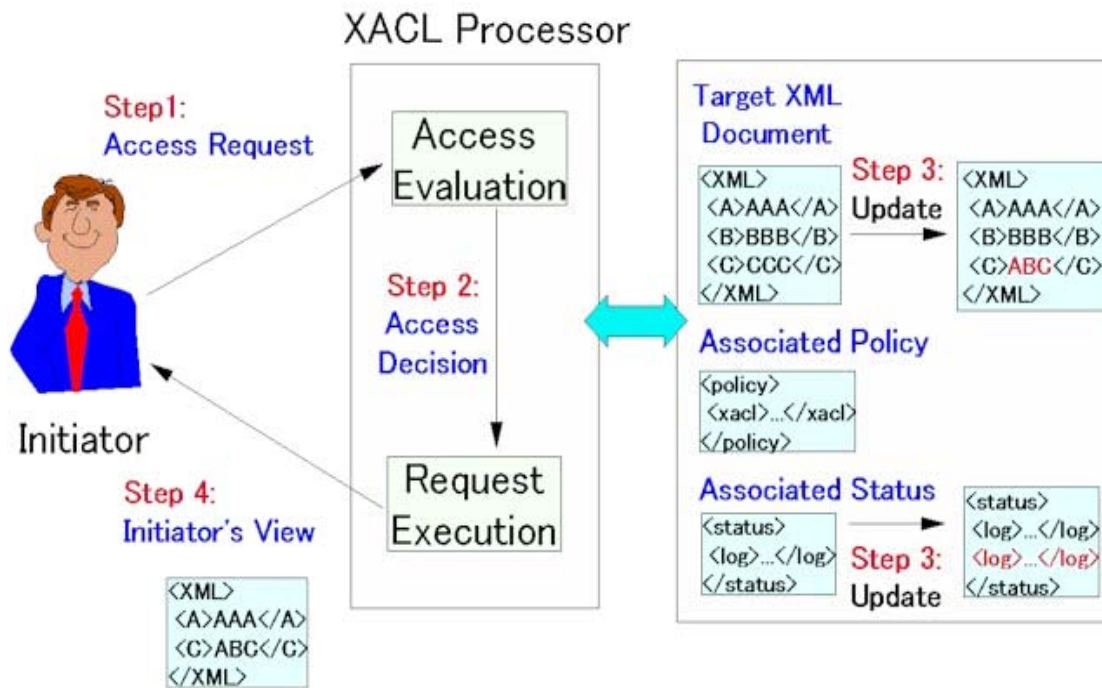 XACL Processor
Step1:
Access Request
Initiator
Access
Evaluation
Step 2:
Access
Decision
Request
Execution
Step 4:
Initiator's View
<XML>
<A>AAA</A>
<C>ABC</C>
</XML>
Target XML
Document
<XML>
<A>AAA</A>
<B>BBB</B>
<C>CCC</C>
</XML>
Step 3:
Update
<XML>
<A>AAA</A>
<B>BBB</B>
<C>ABC</C>
</XML>
Associated Policy
<policy>
<xacl>...</xacl>
</policy>
Associated Status
<status>
<log>...</log>
</status>
Step 3:
Update
<status>
<log>...</log>
<log>...</log>
</status>